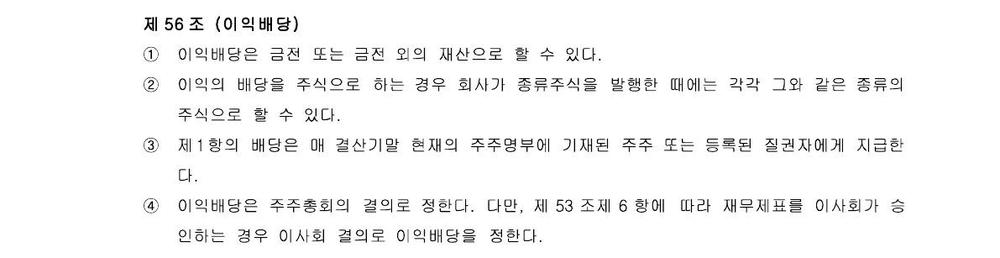 제 56 조 (이익배당)
① 이익배당은 금전 또는 금전 외의 재산으로 할 수 있다.
② 이익의 배당을 주식으로 하는 경우 회사가 종류주식을 발행한 때에는 각각 그와 같은 종류의
주식으로 할 수 있다.
③ 제1항의 배당은 매 결산기말 현재의 주주명부에 기재된 주주 또는 등록된 질권자에게 지급한
다.
④ 이익배당은 주주총회의 결의로 정한다. 다만, 제 53 조제 6 항에 따라 재무제표를 이사회가 승
인하는 경우 이사회 결의로 이익배당을 정한다.